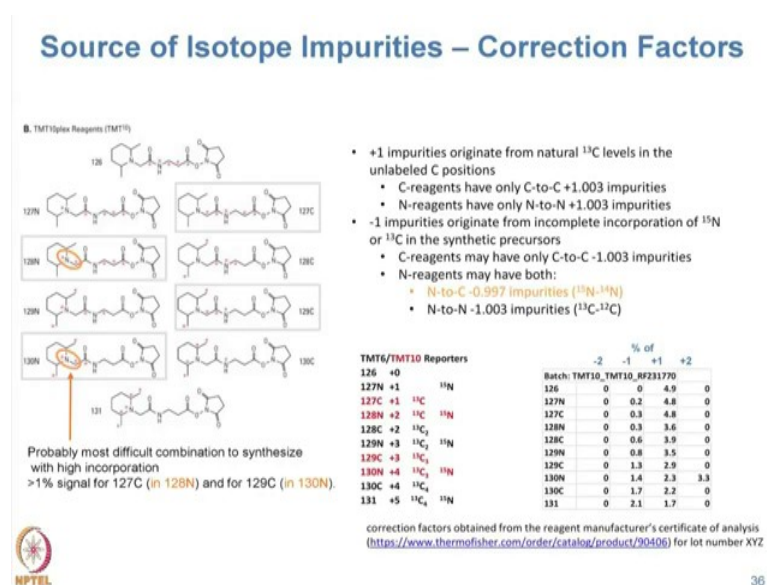 Source of Isotope Impurities – Correction Factors
B. TMT10plex Reagents (TMT¹⁰)
126
127N
127C
128N
128C
129N
129C
130N
130C
131
Probably most difficult combination to synthesize
with high incorporation
>1% signal for 127C (in 128N) and for 129C (in 130N).
• +1 impurities originate from natural ¹³C levels in the
unlabeled C positions
• C-reagents have only C-to-C +1.003 impurities
• N-reagents have only N-to-N +1.003 impurities
• -1 impurities originate from incomplete incorporation of ¹⁵N
or ¹³C in the synthetic precursors
• C-reagents may have only C-to-C -1.003 impurities
• N-reagents may have both:
• N-to-C -0.997 impurities (¹⁵N-¹⁴N)
• N-to-N -1.003 impurities (¹³C-¹²C)
TMT6/TMT10 Reporters
126 +0
127N +1 ¹⁵N
127C +1 ¹³C
128N +2 ¹³C ¹⁵N
128C +2 ¹³C₂
129N +3 ¹³C₂ ¹⁵N
129C +3 ¹³C₃
130N +4 ¹³C₃ ¹⁵N
130C +4 ¹³C₄
131 +5 ¹³C₄ ¹⁵N
% of
-2 -1 +1 +2
Batch: TMT10_TMT10_RF231770
126 0 0 4.9 0
127N 0 0.2 4.8 0
127C 0 0.3 4.8 0
128N 0 0.3 3.6 0
128C 0 0.6 3.9 0
129N 0 0.8 3.5 0
129C 0 1.3 2.9 0
130N 0 1.4 2.3 3.3
130C 0 1.7 2.2 0
131 0 2.1 1.7 0
correction factors obtained from the reagent manufacturer's certificate of analysis
(https://www.thermofisher.com/order/catalog/product/90406) for lot number XYZ
NPTEL
36